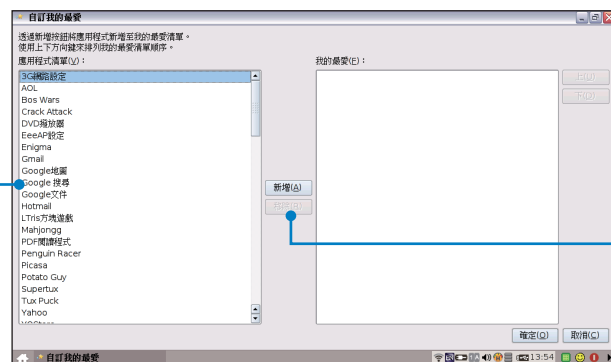 自訂我的最愛
透過新增按鈕將應用程式新增至我的最愛清單。
使用上下方向鍵來排列我的最愛清單順序。
應用程式清單(V)：
我的最愛(F)：
3G網路設定
AOL
Bos Wars
Crack Attack
DVD播放器
EeeAP設定
Enigma
Gmail
Google地圖
Google 搜尋
Google文件
Hotmail
LTris方塊遊戲
Mahjongg
PDF閱讀程式
Penguin Racer
Picasa
Potato Guy
Supertux
Tux Puck
Yahoo
新增(A)
移除(R)
上(U)
下(D)
確定(O)
取消(C)
自訂我的最愛
13:54